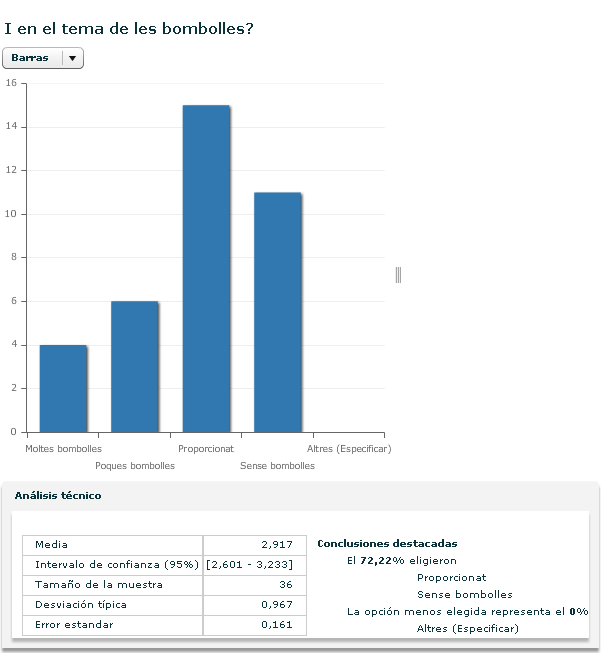 I en el tema de les bombolles?
Barras
16
14
12
10
8
6
4
2
0
Moltes bombolles
Poques bombolles
Proporcionat
Sense bombolles
Altres (Especificar)
Análisis técnico
Media 2,917
Intervalo de confianza (95%) [2,601 - 3,233]
Tamaño de la muestra 36
Desviación típica 0,967
Error estandar 0,161
Conclusiones destacadas
El 72,22% eligieron
Proporcionat
Sense bombolles
La opción menos elegida representa el 0%
Altres (Especificar)